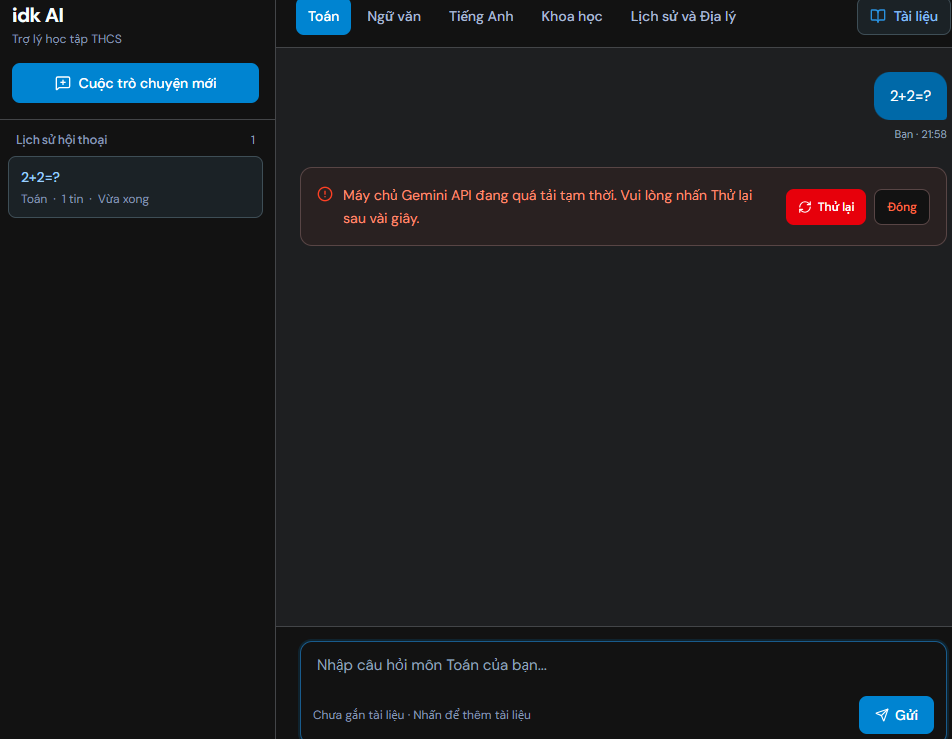 idk AI
Trợ lý học tập THCS
Cuộc trò chuyện mới
Lịch sử hội thoại 1
2+2=?
Toán · 1 tin · Vừa xong
Toán Ngữ văn Tiếng Anh Khoa học Lịch sử và Địa lý Tài liệu
2+2=?
Bạn · 21:58
Máy chủ Gemini API đang quá tải tạm thời. Vui lòng nhấn Thử lại
sau vài giây.
Thử lại Đóng
Nhập câu hỏi môn Toán của bạn...
Chưa gắn tài liệu · Nhấn để thêm tài liệu
Gửi